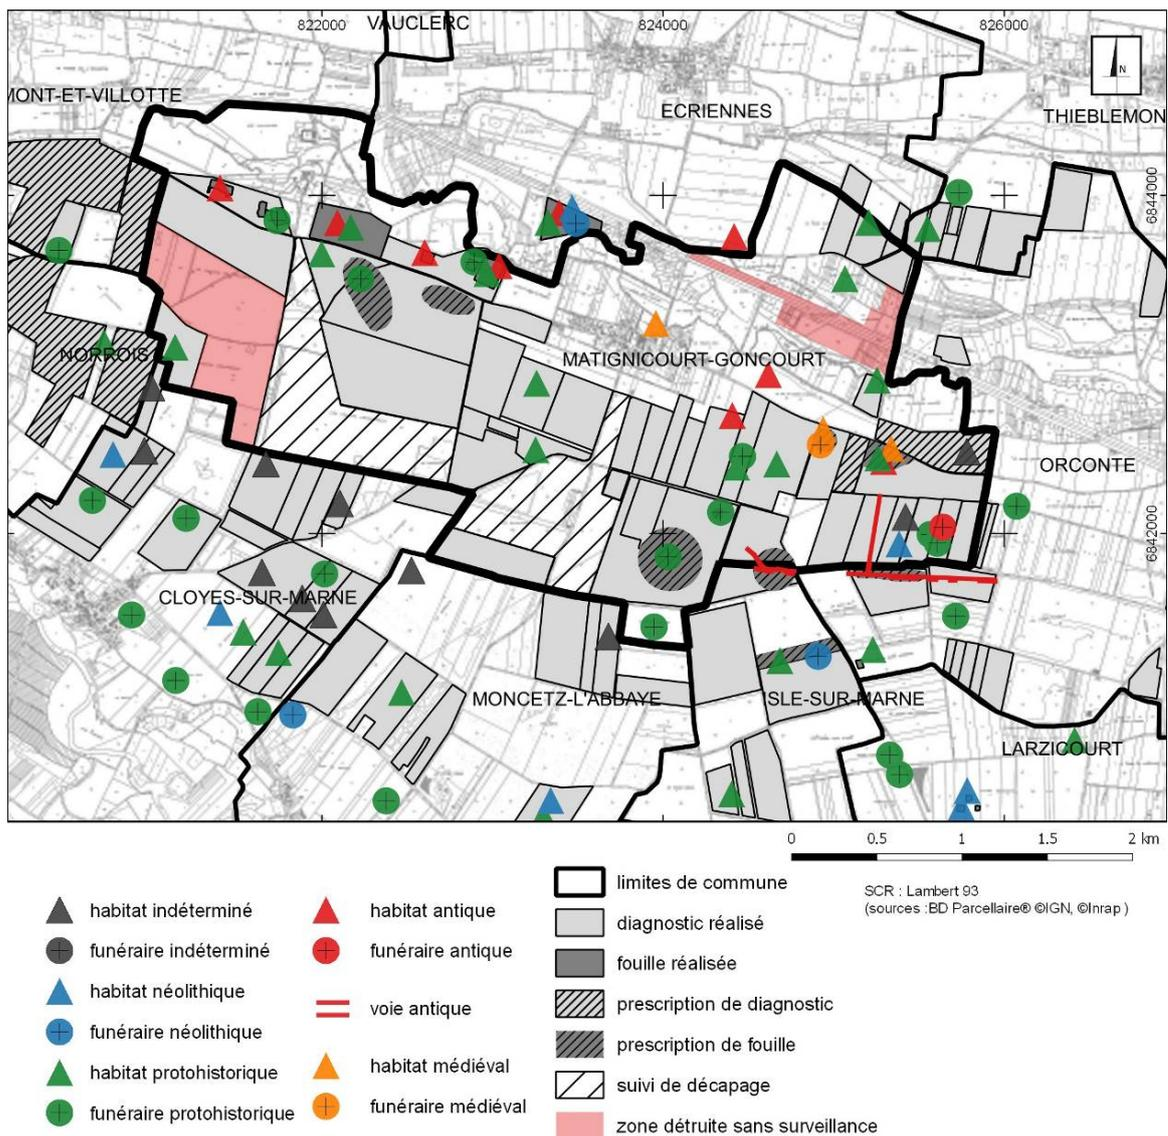 822000
824000
826000
VAUCLERC
N
MONT-ET-VILLOTTE
ECRIENNES
THIEBLEMON
6844000
NORROIS
MATIGNICOURT-GONCOURT
ORCONTE
6842000
CLOYES-SUR-MARNE
MONCETZ-L'ABBAYE
ISLE-SUR-MARNE
LARZICOURT
0 0.5 1 1.5 2 km
SCR : Lambert 93
(sources :BD Parcellaire® ©IGN, ©Inrap )
habitat indéterminé
funéraire indéterminé
habitat néolithique
funéraire néolithique
habitat protohistorique
funéraire protohistorique
habitat antique
funéraire antique
voie antique
habitat médiéval
funéraire médiéval
limites de commune
diagnostic réalisé
fouille réalisée
prescription de diagnostic
prescription de fouille
suivi de décapage
zone détruite sans surveillance